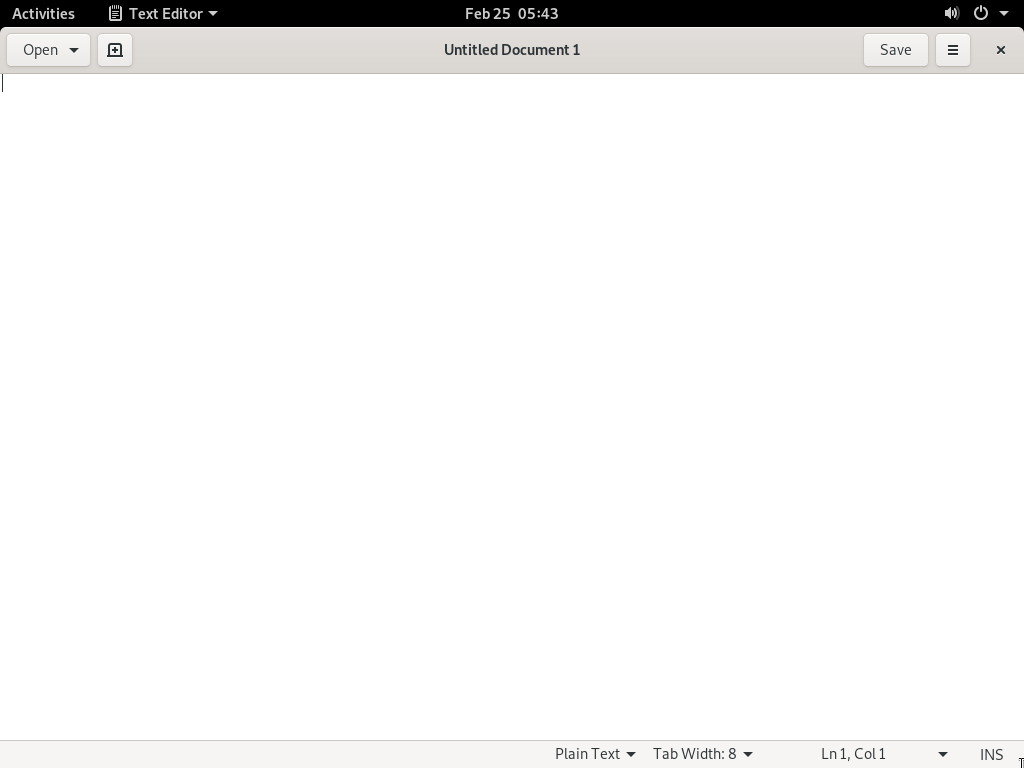 Activities Text Editor Feb 25 05:43
Open Untitled Document 1 Save
Plain Text Tab Width: 8 Ln 1, Col 1 INS